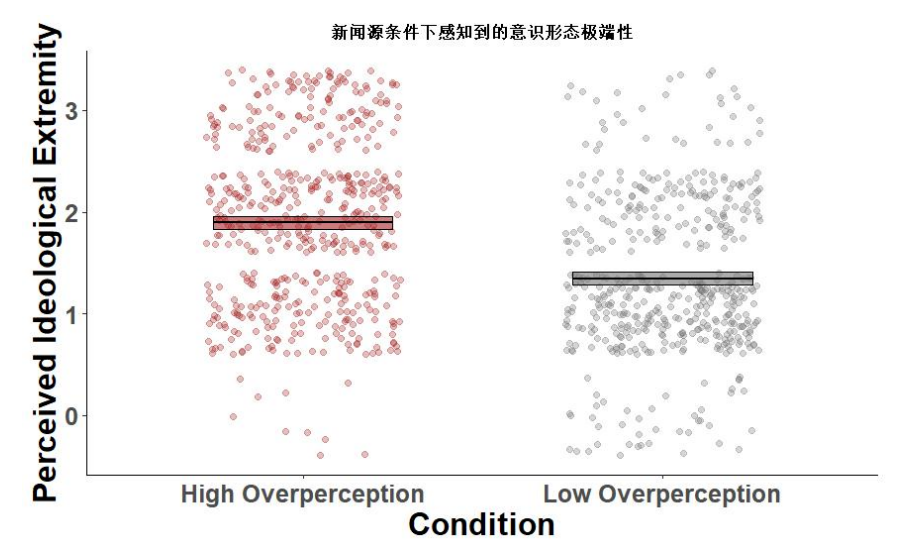 新闻源条件下感知到的意识形态极端性
Perceived Ideological Extremity
3
2
1
0
High Overperception
Low Overperception
Condition